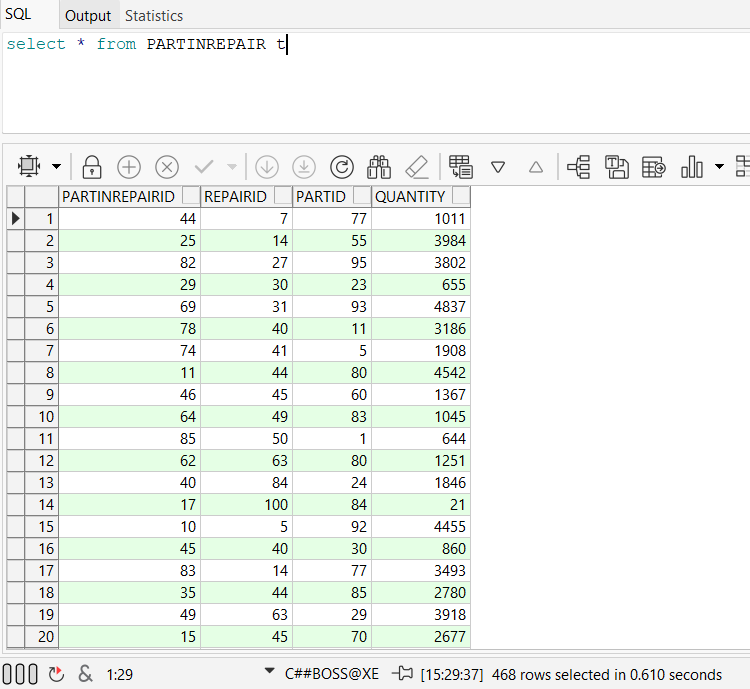 SQL Output Statistics
select * from PARTINREPAIR t
PARTINREPAIRID REPAIRID PARTID QUANTITY
1 44 7 77 1011
2 25 14 55 3984
3 82 27 95 3802
4 29 30 23 655
5 69 31 93 4837
6 78 40 11 3186
7 74 41 5 1908
8 11 44 80 4542
9 46 45 60 1367
10 64 49 83 1045
11 85 50 1 644
12 62 63 80 1251
13 40 84 24 1846
14 17 100 84 21
15 10 5 92 4455
16 45 40 30 860
17 83 14 77 3493
18 35 44 85 2780
19 49 63 29 3918
20 15 45 70 2677
& 1:29 C##BOSS@XE [15:29:37] 468 rows selected in 0.610 seconds